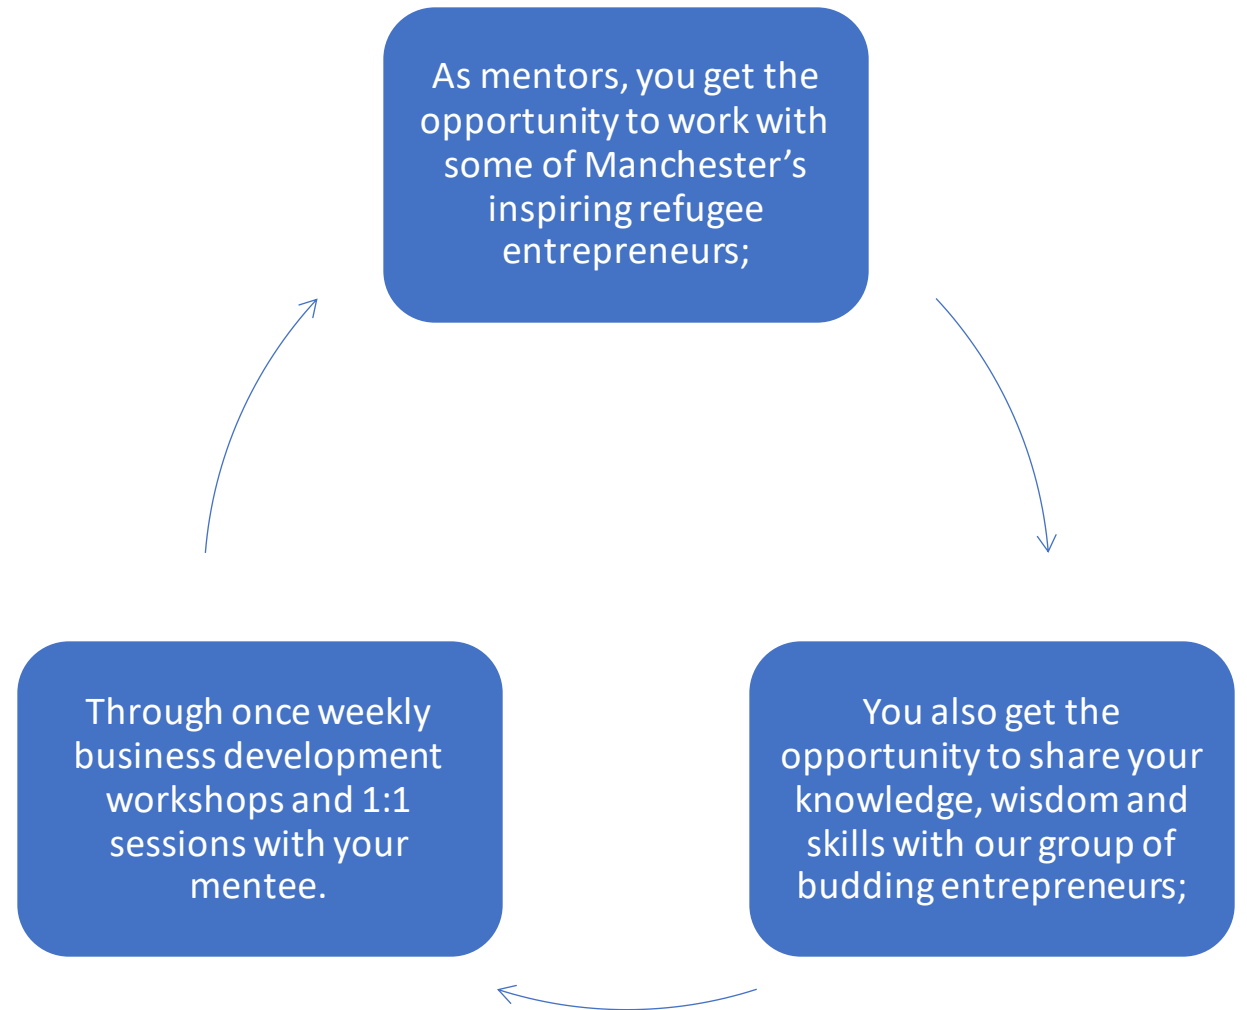 As mentors, you get the
opportunity to work with
some of Manchester’s
inspiring refugee
entrepreneurs;
You also get the
opportunity to share your
knowledge, wisdom and
skills with our group of
budding entrepreneurs;
Through once weekly
business development
workshops and 1:1
sessions with your
mentee.